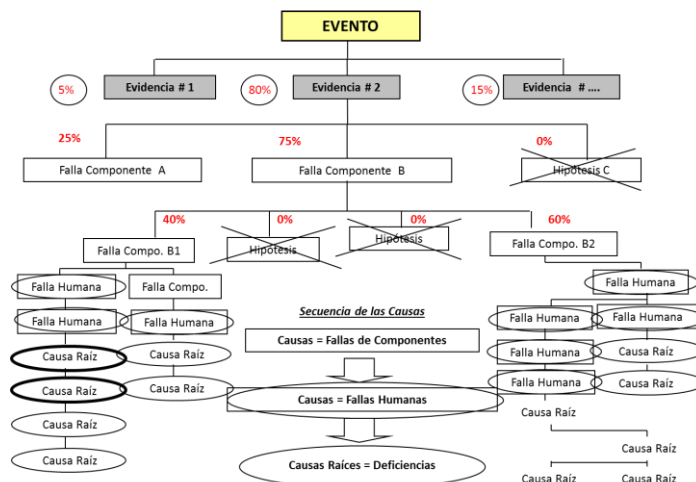 EVENTO
5%
Evidencia # 1
80%
Evidencia # 2
15%
Evidencia # ....
25%
75%
0%
Falla Componente A
Falla Componente B
Hipótesis C
40%
0%
0%
60%
Falla Compo. B1
Hipótesis
Hipótesis
Falla Compo. B2
Falla Humana
Falla Compo.
Falla Humana
Falla Humana
Causa Raíz
Causa Raíz
Causa Raíz
Causa Raíz
Causa Raíz
Causa Raíz
Secuencia de las Causas
Causas = Fallas de Componentes
Causas = Fallas Humanas
Causas Raíces = Deficiencias
Falla Humana
Falla Humana
Falla Humana
Falla Humana
Causa Raíz
Falla Humana
Causa Raíz
Causa Raíz
Causa Raíz
Causa Raíz
Causa Raíz